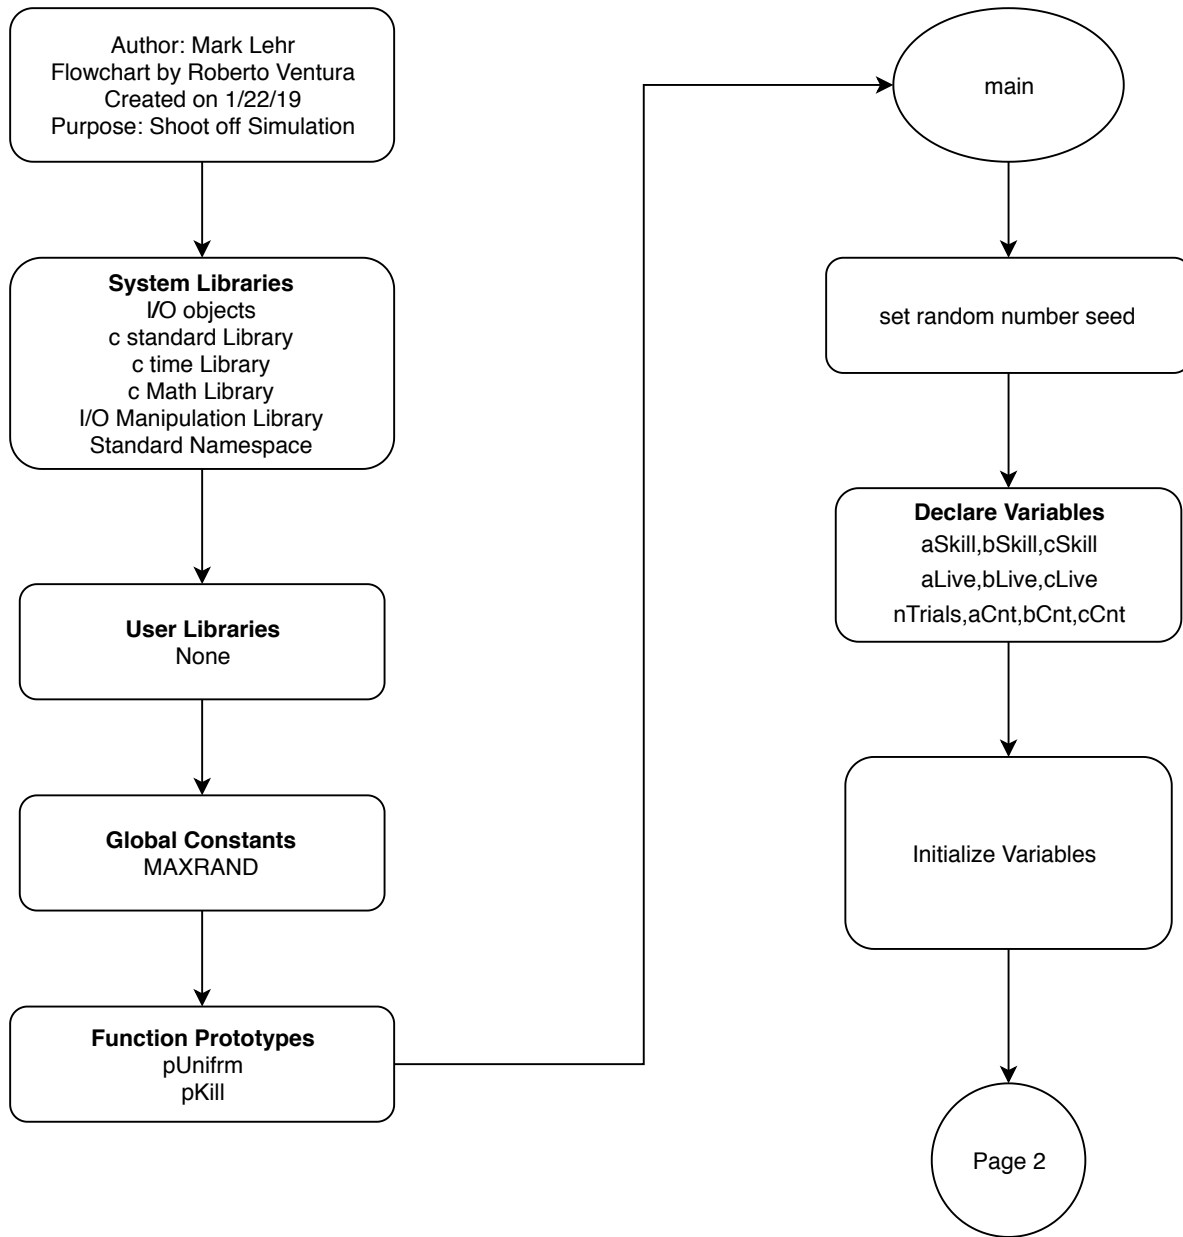 Author: Mark Lehr
Flowchart by Roberto Ventura
Created on 1/22/19
Purpose: Shoot off Simulation
System Libraries
I/O objects
c standard Library
c time Library
c Math Library
I/O Manipulation Library
Standard Namespace
User Libraries
None
Global Constants
MAXRAND
Function Prototypes
pUnifrm
pKill
main
set random number seed
Declare Variables
aSkill,bSkill,cSkill
aLive,bLive,cLive
nTrials,aCnt,bCnt,cCnt
Initialize Variables
Page 2